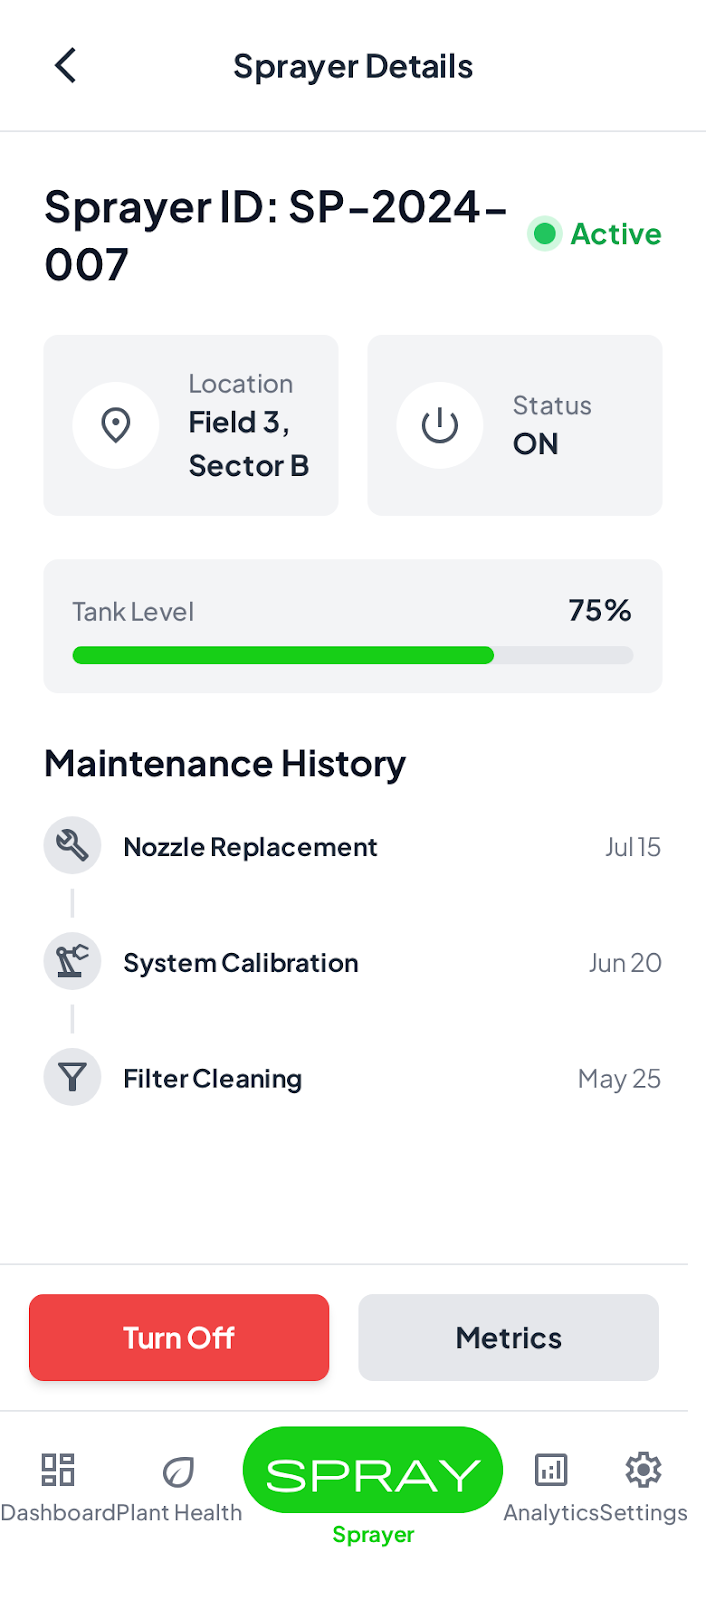 Sprayer Details
Sprayer ID: SP-2024-
007
Active
Location
Field 3,
Sector B
Status
ON
Tank Level
75%
Maintenance History
Nozzle Replacement
Jul 15
System Calibration
Jun 20
Filter Cleaning
May 25
Turn Off
Metrics
Dashboard
Plant Health
SPRAY
Sprayer
Analytics
Settings